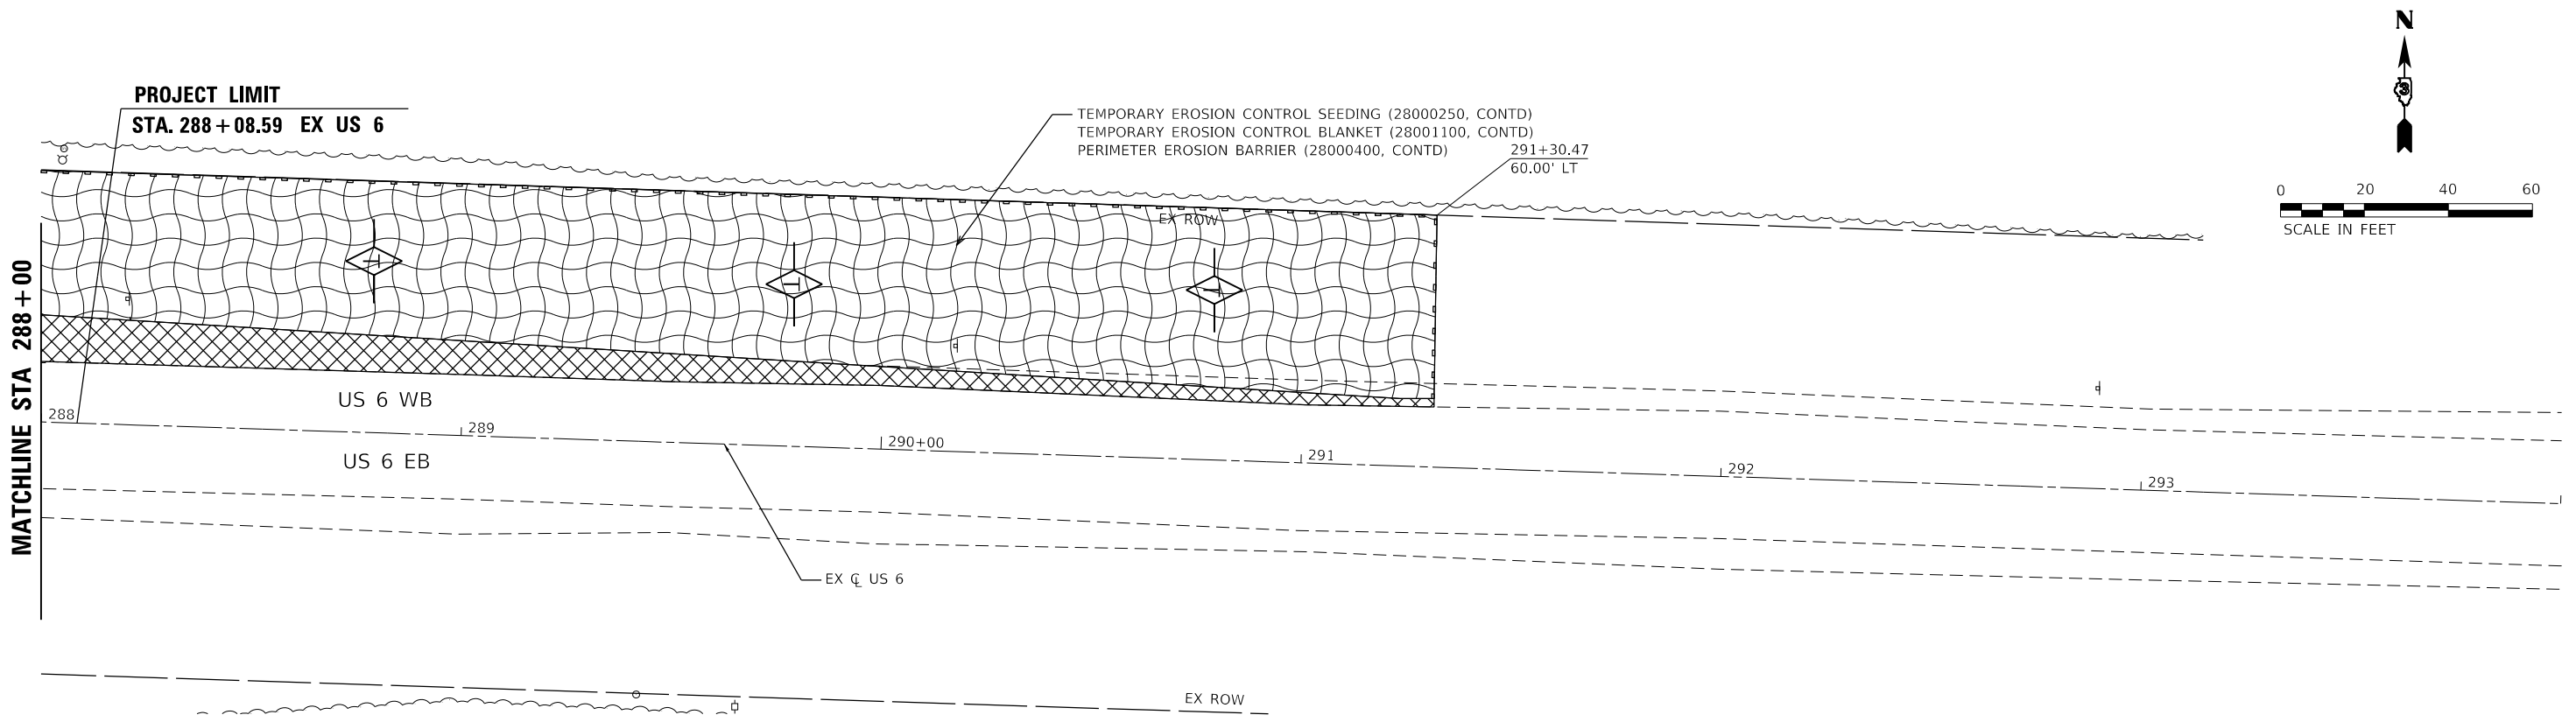 N
3
PROJECT LIMIT
STA. 288+08.59 EX US 6
TEMPORARY EROSION CONTROL SEEDING (28000250, CONTD)
TEMPORARY EROSION CONTROL BLANKET (28001100, CONTD)
PERIMETER EROSION BARRIER (28000400, CONTD)
291+30.47
60.00' LT
0 20 40 60
SCALE IN FEET
EX ROW
T
T
T
MATCHLINE STA 288+00
US 6 WB
288
289
290+00
291
292
293
US 6 EB
EX ℄ US 6
EX ROW